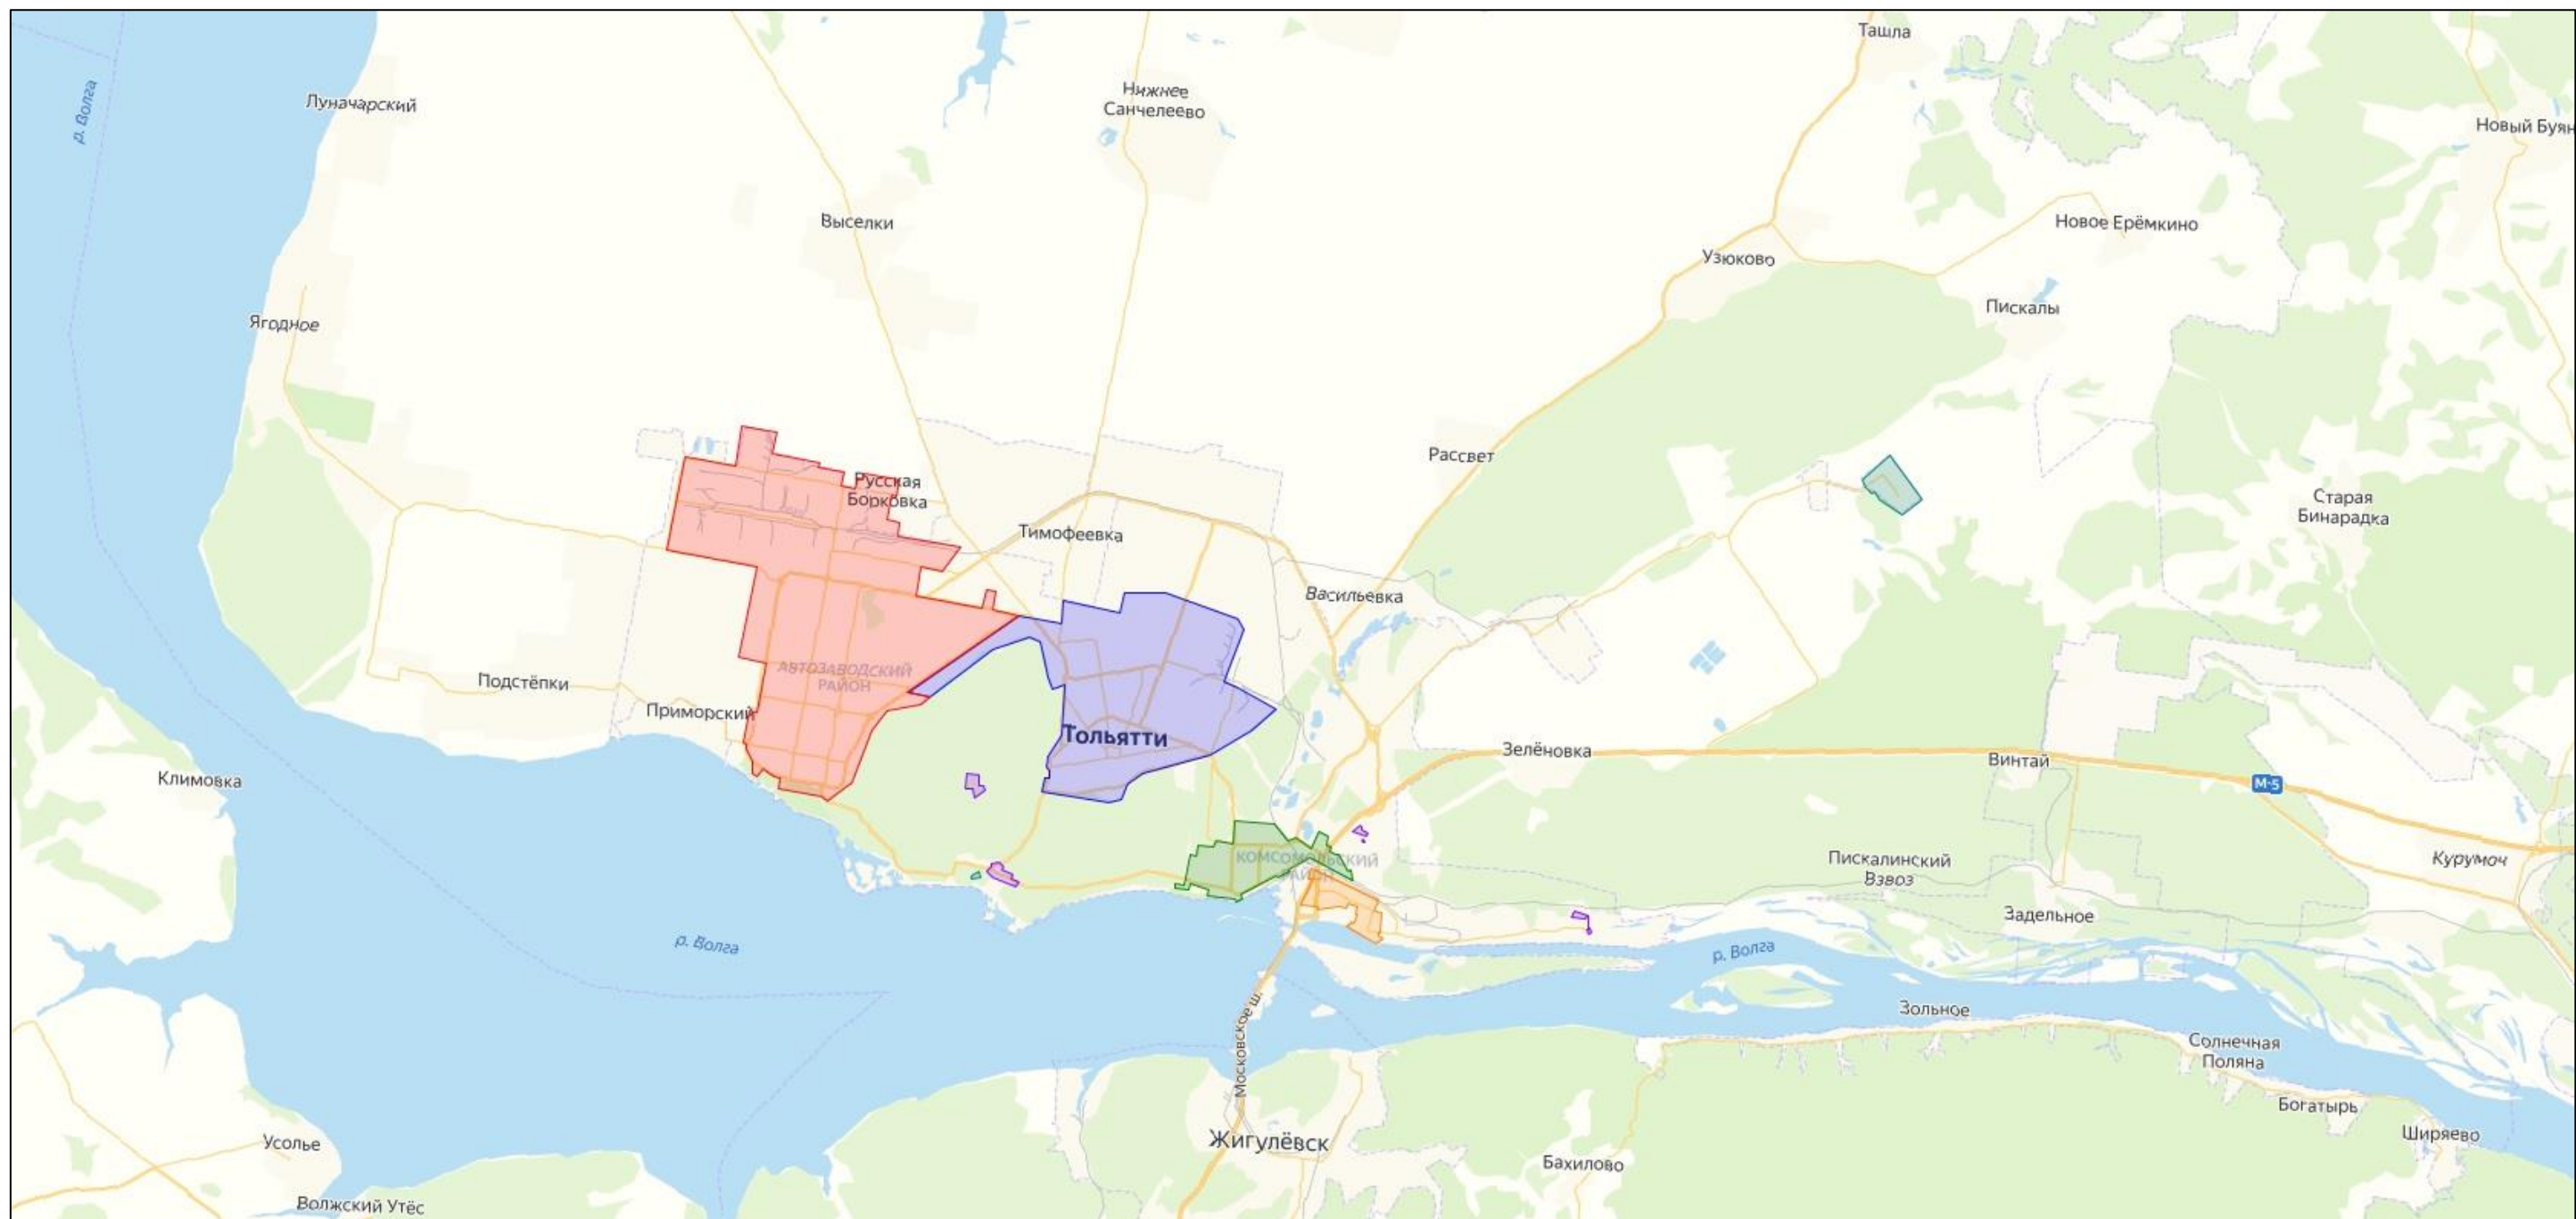 Ташла
р. Волга
Луначарский
Нижнее
Санчелеево
Новый Буян
Выселки
Новое Ерёмкино
Узюково
Пискалы
Ягодное
Рассвет
Русская
Борковка
Старая
Бинарадка
Тимофеевка
Васильевка
АВТОЗАВОДСКИЙ
РАЙОН
Подстёпки
Приморский
Тольятти
Зелёновка
Винтай
Климовка
М-5
КОМСОМОЛЬСКИЙ
РАЙОН
Пискалинский
Взвоз
Курумоч
Задельное
р. Волга
р. Волга
Зольное
Московское ш.
Солнечная
Поляна
Богатырь
Усолье
Жигулёвск
Ширяево
Бахилово
Волжский Утёс